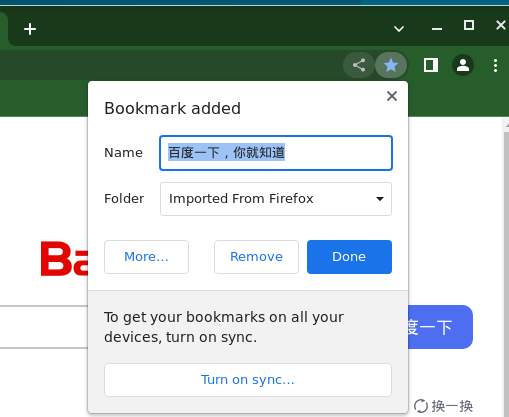 Bookmark added
Name 百度一下，你就知道
Folder Imported From Firefox
Ba
More...
Remove
Done
度一下
To get your bookmarks on all your
devices, turn on sync.
Turn on sync...
换一换